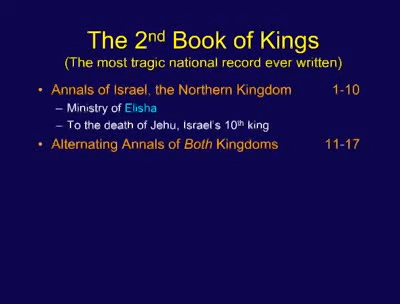 The 2nd Book of Kings
(The most tragic national record ever written)
• Annals of Israel, the Northern Kingdom 1-10
– Ministry of Elisha
– To the death of Jehu, Israel's 10th king
• Alternating Annals of Both Kingdoms 11-17